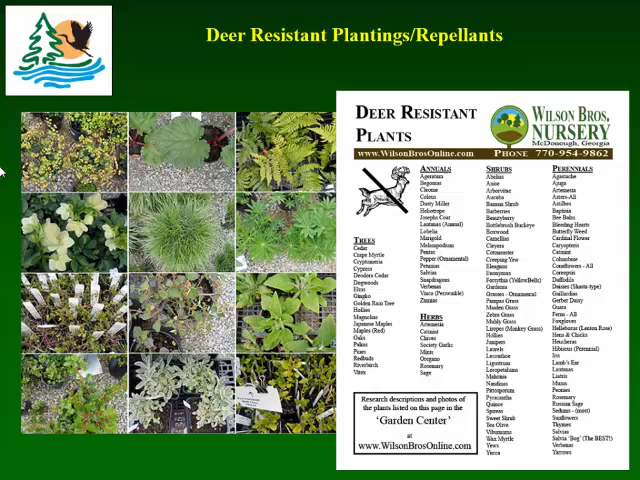 Deer Resistant Plantings/Repellants
DEER RESISTANT
PLANTS
WILSON BROS.
NURSERY
McDonough, Georgia
www.WilsonBrosOnline.com
PHONE 770-954-9862
TREES
Cedar
Crape Myrtle
Cryptomeria
Cypress
Deodora Cedar
Dogwoods
Elms
Gingko
Golden Rain Tree
Hollies
Magnolias
Japanese Maples
Maples (Red)
Oaks
Palms
Pines
Redbuds
Riverbirch
Vitex
ANNUALS
Ageratum
Begonias
Cleome
Coleus
Dusty Miller
Heliotrope
Josephs Coat
Lantanas (Annual)
Lobelia
Marigold
Melampodium
Pentas
Pepper (Ornamental)
Petunias
Salvias
Snapdragons
Verbenas
Vinca (Periwinkle)
Zinnias
HERBS
Artemesia
Catmint
Chives
Society Garlic
Mints
Oregano
Rosemary
Sage
SHRUBS
Abelias
Anise
Arborvitae
Aucuba
Banana Shrub
Barberries
Beautyberry
Bottlebrush Buckeye
Boxwood
Camellias
Cleyera
Cotoneaster
Creeping Yew
Eleagnus
Euonymus
Forsythia (YellowBells)
Gardenia
Grasses - Ornamental:
Pampas Grass
Maiden Grass
Zebra Grass
Muhly Grass
Liropes (Monkey Grass)
Hollies
Junipers
Laurels
Leucothoe
Ligustrum
Loropetalums
Mahonia
Nandinas
Pittosporum
Pyracantha
Quince
Spireas
Sweet Shrub
Tea Olive
Viburnums
Wax Myrtle
Yews
Yucca
PERENNIALS
Agastache
Ajuga
Artemesia
Asters-All
Astilbes
Baptisia
Bee Balm
Bleeding Hearts
Butterfly Weed
Cardinal Flower
Caryopteris
Catmint
Columbine
Coneflowers - All
Coreopsis
Daffodils
Daisies (Shasta-type)
Gaillardias
Gerber Daisy
Guara
Ferns - All
Foxgloves
Hellebores (Lenton Rose)
Hens & Chicks
Heucheras
Hibiscus (Perennial)
Iris
Lamb's Ear
Lantanas
Liatris
Mums
Peonies
Rosemary
Russian Sage
Sedums - (most)
Sunflowers
Thymes
Salvias
Salvia 'Bog' (The BEST!)
Verbenas
Yarrows
Research descriptions and photos of
the plants listed on this page in the
'Garden Center'
at
www.WilsonBrosOnline.com